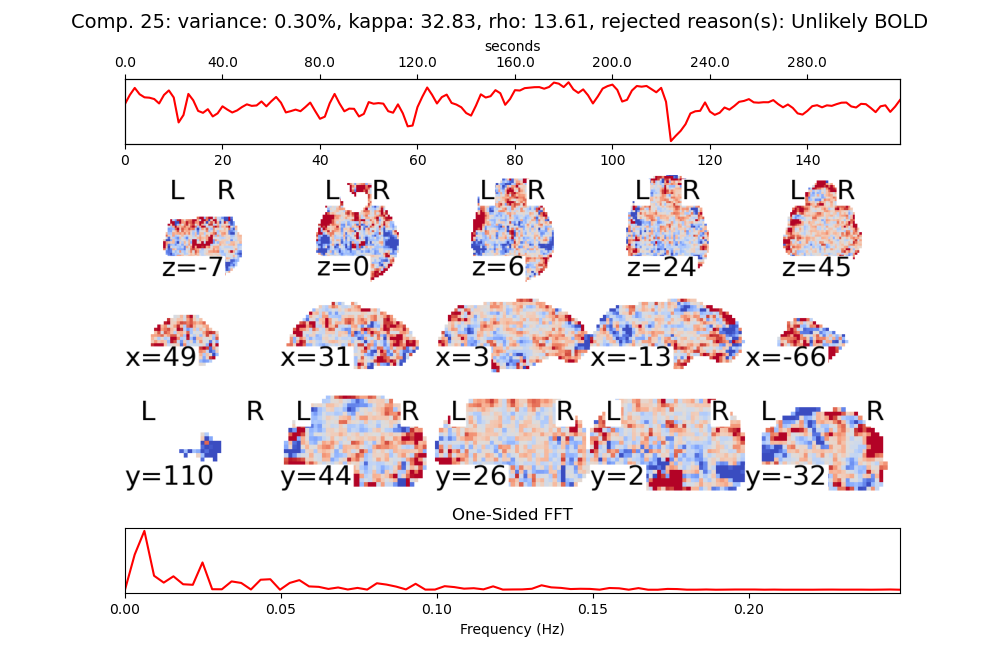 Comp. 25: variance: 0.30%, kappa: 32.83, rho: 13.61, rejected reason(s): Unlikely BOLD
seconds
0.0 40.0 80.0 120.0 160.0 200.0 240.0 280.0
0 20 40 60 80 100 120 140
L R L R L R L R L R
z=-7 z=0 z=6 z=24 z=45
x=49 x=31 x=3 x=-13 x=-66
L R L R L R L R L R
y=110 y=44 y=26 y=2 y=-32
One-Sided FFT
0.00 0.05 0.10 0.15 0.20
Frequency (Hz)